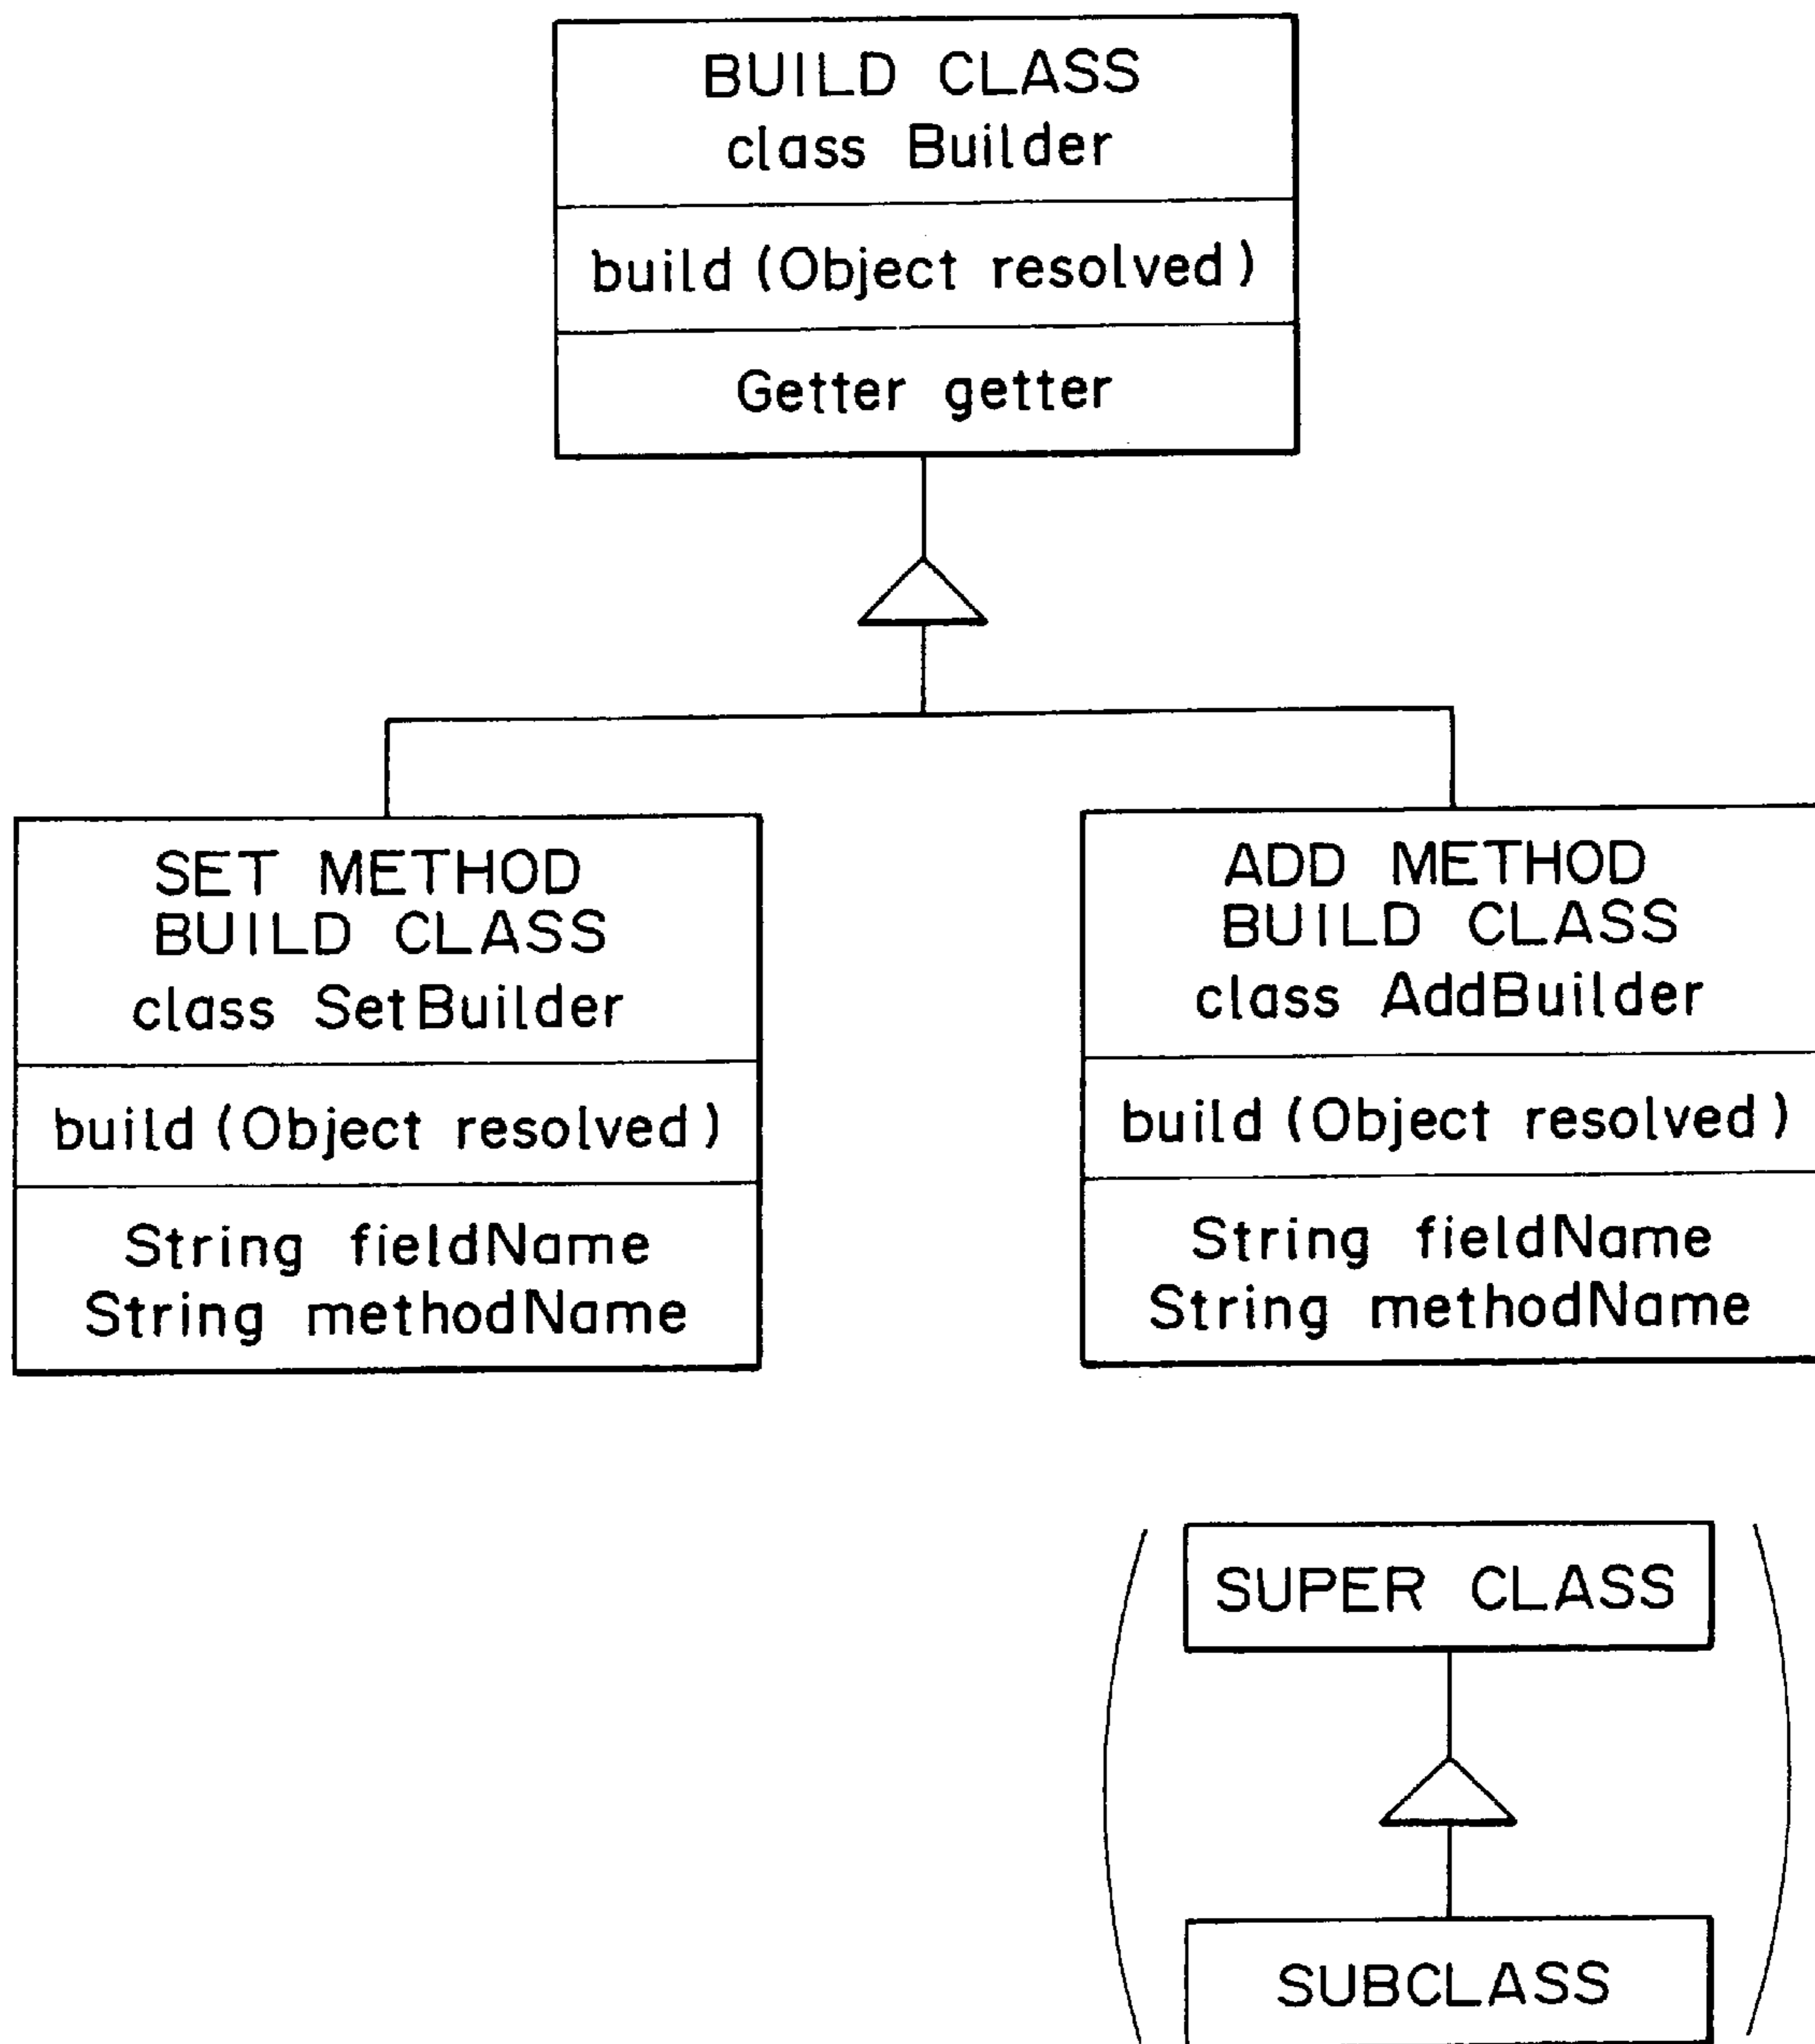 BUILD CLASS
class Builder
build (Object resolved)
Getter getter
SET METHOD
BUILD CLASS
class SetBuilder
build (Object resolved)
String fieldName
String methodName
ADD METHOD
BUILD CLASS
class AddBuilder
build (Object resolved)
String fieldName
String methodName
SUPER CLASS
SUBCLASS